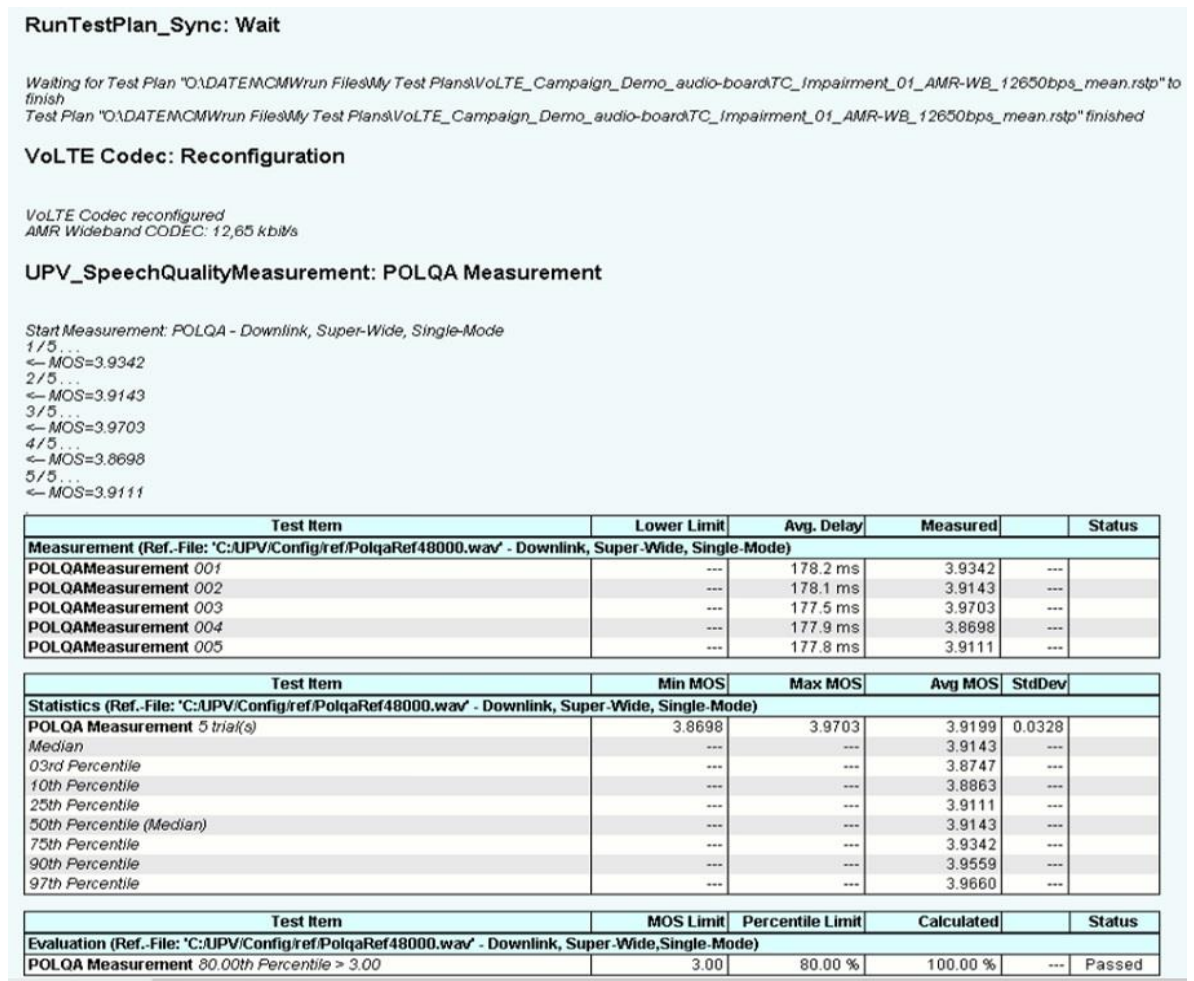 RunTestPlan_Sync: Wait
Waiting for Test Plan "O:\DATEN\CMWrun Files\My Test Plans\VoLTE_Campaign_Demo_audio-board\TC_Impairment_01_AMR-WB_12650bps_mean.rstp" to
finish
Test Plan "O:\DATEN\CMWrun Files\My Test Plans\VoLTE_Campaign_Demo_audio-board\TC_Impairment_01_AMR-WB_12650bps_mean.rstp" finished
VoLTE Codec: Reconfiguration
VoLTE Codec reconfigured
AMR Wideband CODEC: 12,65 kbit/s
UPV_SpeechQualityMeasurement: POLQA Measurement
Start Measurement: POLQA - Downlink, Super-Wide, Single-Mode
1/5...
<-- MOS=3.9342
2/5...
<-- MOS=3.9143
3/5...
<-- MOS=3.9703
4/5...
<-- MOS=3.8698
5/5...
<-- MOS=3.9111
Test Item Lower Limit Avg. Delay Measured Status
Measurement (Ref.-File: 'C:/UPV/Config/ref/PolqaRef48000.wav' - Downlink, Super-Wide, Single-Mode)
POLQAMeasurement 001 --- 178.2 ms 3.9342 ---
POLQAMeasurement 002 --- 178.1 ms 3.9143 ---
POLQAMeasurement 003 --- 177.5 ms 3.9703 ---
POLQAMeasurement 004 --- 177.9 ms 3.8698 ---
POLQAMeasurement 005 --- 177.8 ms 3.9111 ---
Test Item Min MOS Max MOS Avg MOS StdDev
Statistics (Ref.-File: 'C:/UPV/Config/ref/PolqaRef48000.wav' - Downlink, Super-Wide, Single-Mode)
POLQA Measurement 5 trial(s) 3.8698 3.9703 3.9199 0.0328
Median --- --- 3.9143 ---
03rd Percentile --- --- 3.8747 ---
10th Percentile --- --- 3.8863 ---
25th Percentile --- --- 3.9111 ---
50th Percentile (Median) --- --- 3.9143 ---
75th Percentile --- --- 3.9342 ---
90th Percentile --- --- 3.9559 ---
97th Percentile --- --- 3.9660 ---
Test Item MOS Limit Percentile Limit Calculated Status
Evaluation (Ref.-File: 'C:/UPV/Config/ref/PolqaRef48000.wav' - Downlink, Super-Wide,Single-Mode)
POLQA Measurement 80.00th Percentile > 3.00 3.00 80.00 % 100.00 % --- Passed